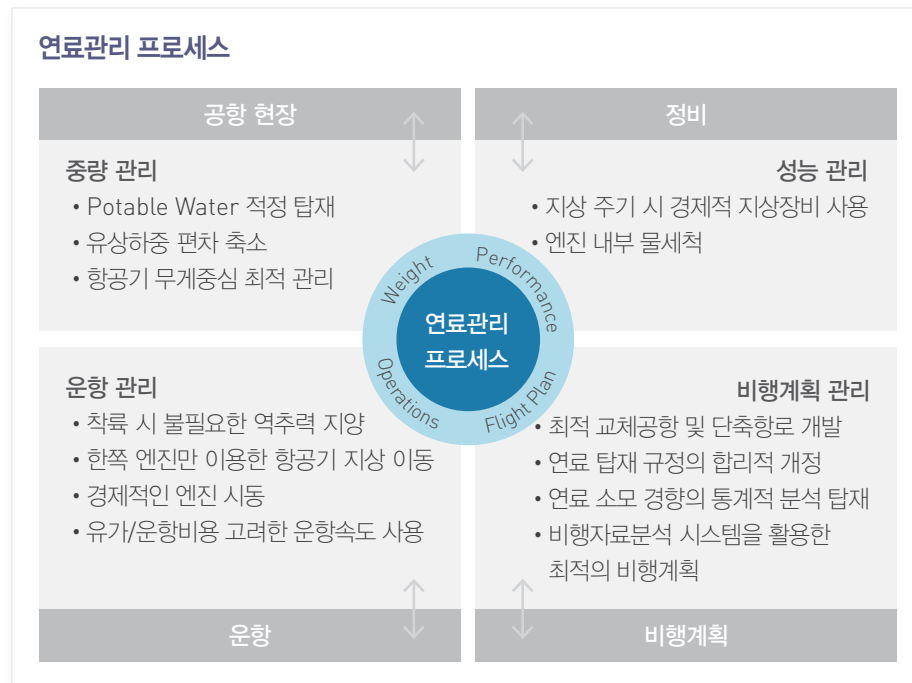 연료관리 프로세스
공항 현장
중량 관리
• Potable Water 적정 탑재
• 유상하중 편차 축소
• 항공기 무게중심 최적 관리
정비
성능 관리
• 지상 주기 시 경제적 지상장비 사용
• 엔진 내부 물세척
Weight
Performance
연료관리
프로세스
Operations
Flight Plan
운항 관리
• 착륙 시 불필요한 역추력 지양
• 한쪽 엔진만 이용한 항공기 지상 이동
• 경제적인 엔진 시동
• 유가/운항비용 고려한 운항속도 사용
운항
비행계획 관리
• 최적 교체공항 및 단축항로 개발
• 연료 탑재 규정의 합리적 개정
• 연료 소모 경향의 통계적 분석 탑재
• 비행자료분석 시스템을 활용한
최적의 비행계획
비행계획